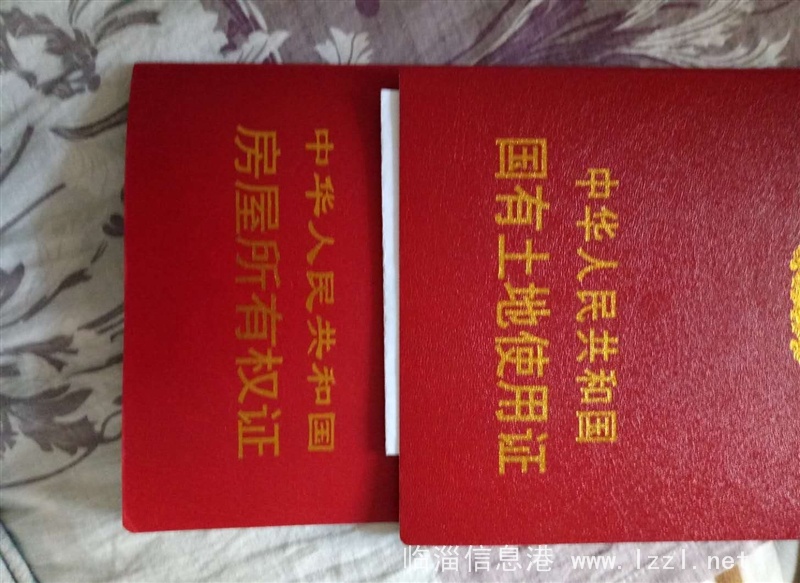 中华人民共和国
房屋所有权证
中华人民共和国
国有土地使用证
临淄信息港 www.lzzl.net